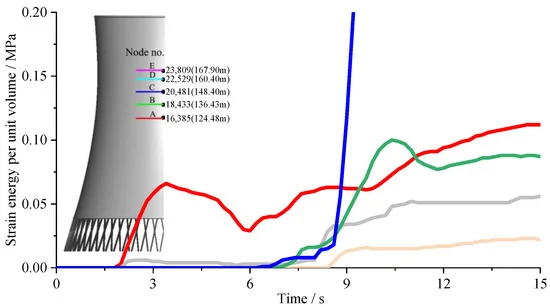 Strain energy per unit volume / MPa
0.20
0.15
0.10
0.05
0.00
Node no.
E 23,809(167.90m)
D 22,529(160.40m)
C 20,481(148.40m)
B 18,433(136.43m)
A 16,385(124.48m)
0 3 6 9 12 15
Time / s